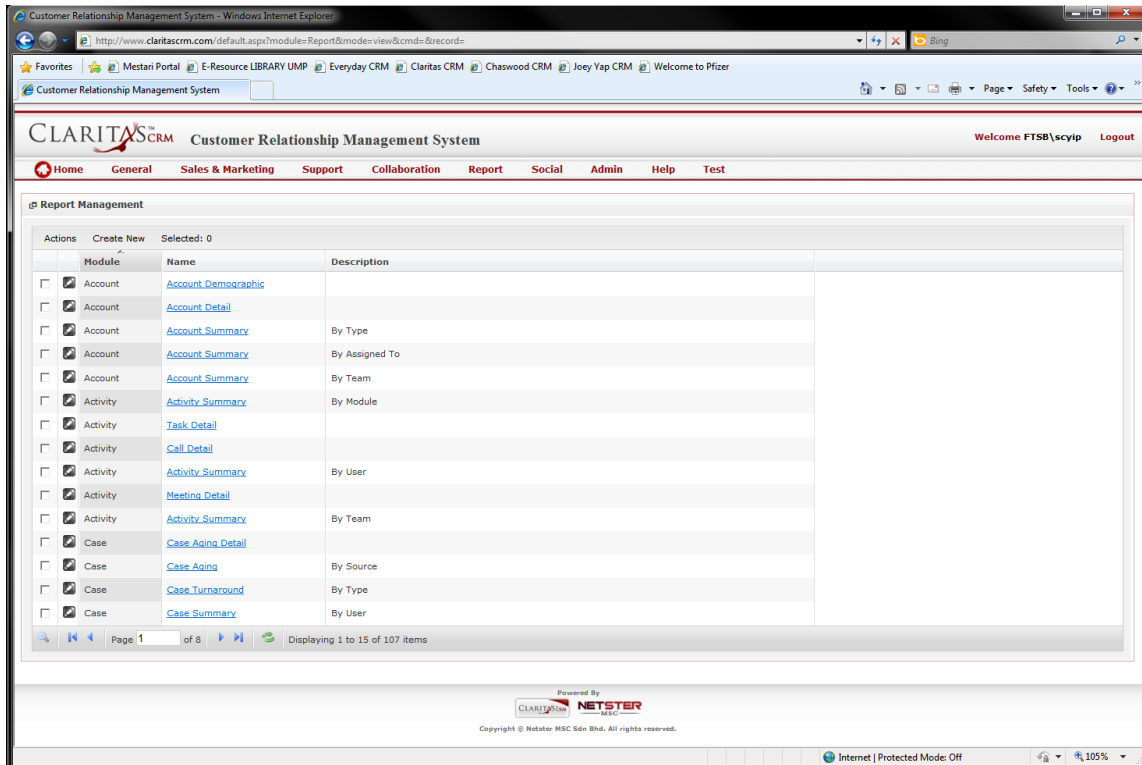 Customer Relationship Management System - Windows Internet Explorer
http://www.claritascrm.com/default.aspx?module=Report&mode=view&cmd=&record=
Bing
Favorites Mestari Portal E-Resource LIBRARY UMP Everyday CRM Claritas CRM Chaswood CRM Joey Yap CRM Welcome to Pfizer
Customer Relationship Management System
Page Safety Tools
CLARITAS™CRM Customer Relationship Management System
Welcome FTSB\scyip Logout
Home General Sales & Marketing Support Collaboration Report Social Admin Help Test
Report Management
Actions Create New Selected: 0
Module Name Description
Account Account Demographic
Account Account Detail
Account Account Summary By Type
Account Account Summary By Assigned To
Account Account Summary By Team
Activity Activity Summary By Module
Activity Task Detail
Activity Call Detail
Activity Activity Summary By User
Activity Meeting Detail
Activity Activity Summary By Team
Case Case Aging Detail
Case Case Aging By Source
Case Case Turnaround By Type
Case Case Summary By User
Page 1 of 8 Displaying 1 to 15 of 107 items
Powered By
CLARITAS CRM NETSTER
MSC
Copyright © Netster MSC Sdn Bhd. All rights reserved.
Internet | Protected Mode: Off 105%